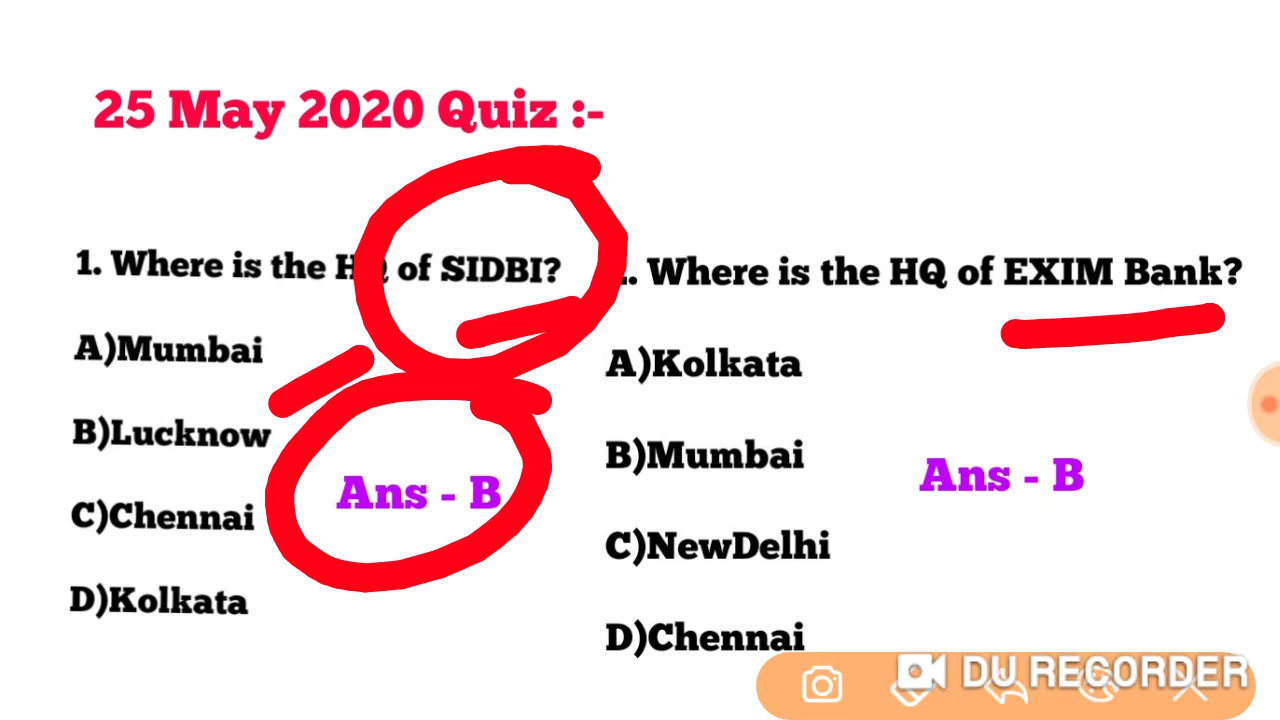 25 May 2020 Quiz :-
1. Where is the HQ of SIDBI?
A)Mumbai
B)Lucknow
C)Chennai
D)Kolkata
Ans - B
. Where is the HQ of EXIM Bank?
A)Kolkata
B)Mumbai
C)NewDelhi
D)Chennai
Ans - B
DU RECORDER